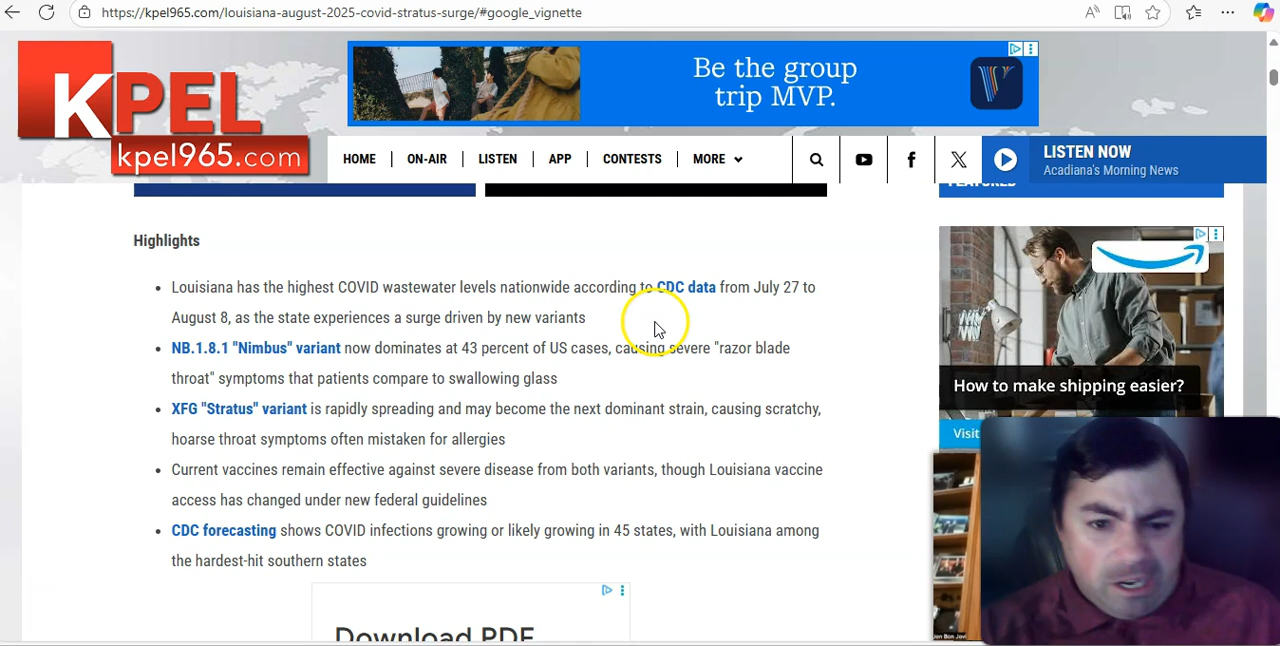 https://kpel965.com/louisiana-august-2025-covid-stratus-surge/#google_vignette
KPEL
kpel965.com
Be the group
trip MVP.
HOME
ON-AIR
LISTEN
APP
CONTESTS
MORE
LISTEN NOW
Acadiana's Morning News
FEATURED
Highlights
Louisiana has the highest COVID wastewater levels nationwide according to CDC data from July 27 to
August 8, as the state experiences a surge driven by new variants
NB.1.8.1 "Nimbus" variant now dominates at 43 percent of US cases, causing severe "razor blade
throat" symptoms that patients compare to swallowing glass
XFG "Stratus" variant is rapidly spreading and may become the next dominant strain, causing scratchy,
hoarse throat symptoms often mistaken for allergies
Current vaccines remain effective against severe disease from both variants, though Louisiana vaccine
access has changed under new federal guidelines
CDC forecasting shows COVID infections growing or likely growing in 45 states, with Louisiana among
the hardest-hit southern states
How to make shipping easier?
Visit
Download PDF
Jon Bon Jovi